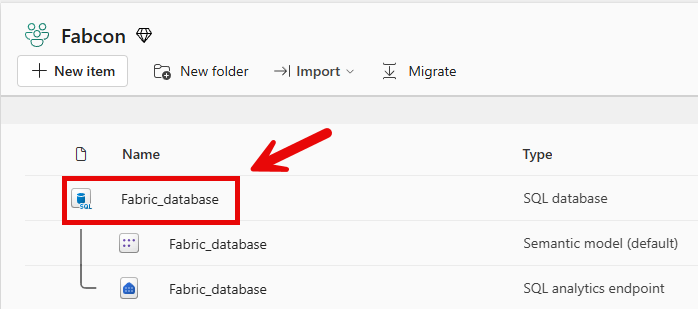 Fabcon
New item New folder Import Migrate
Name Type
SQL Fabric_database SQL database
Fabric_database Semantic model (default)
Fabric_database SQL analytics endpoint